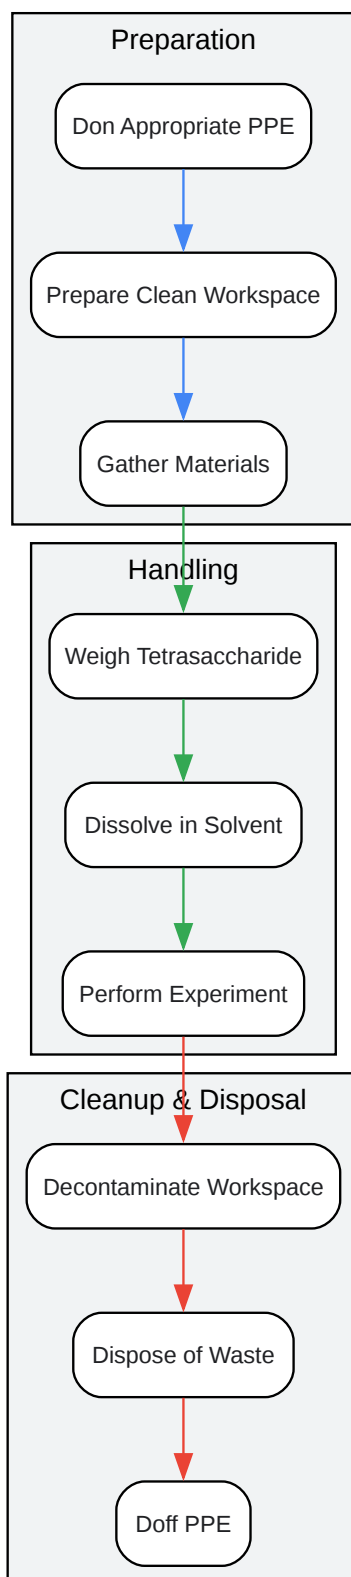 Preparation
Don Appropriate PPE
Prepare Clean Workspace
Gather Materials
Handling
Weigh Tetrasaccharide
Dissolve in Solvent
Perform Experiment
Cleanup & Disposal
Decontaminate Workspace
Dispose of Waste
Doff PPE